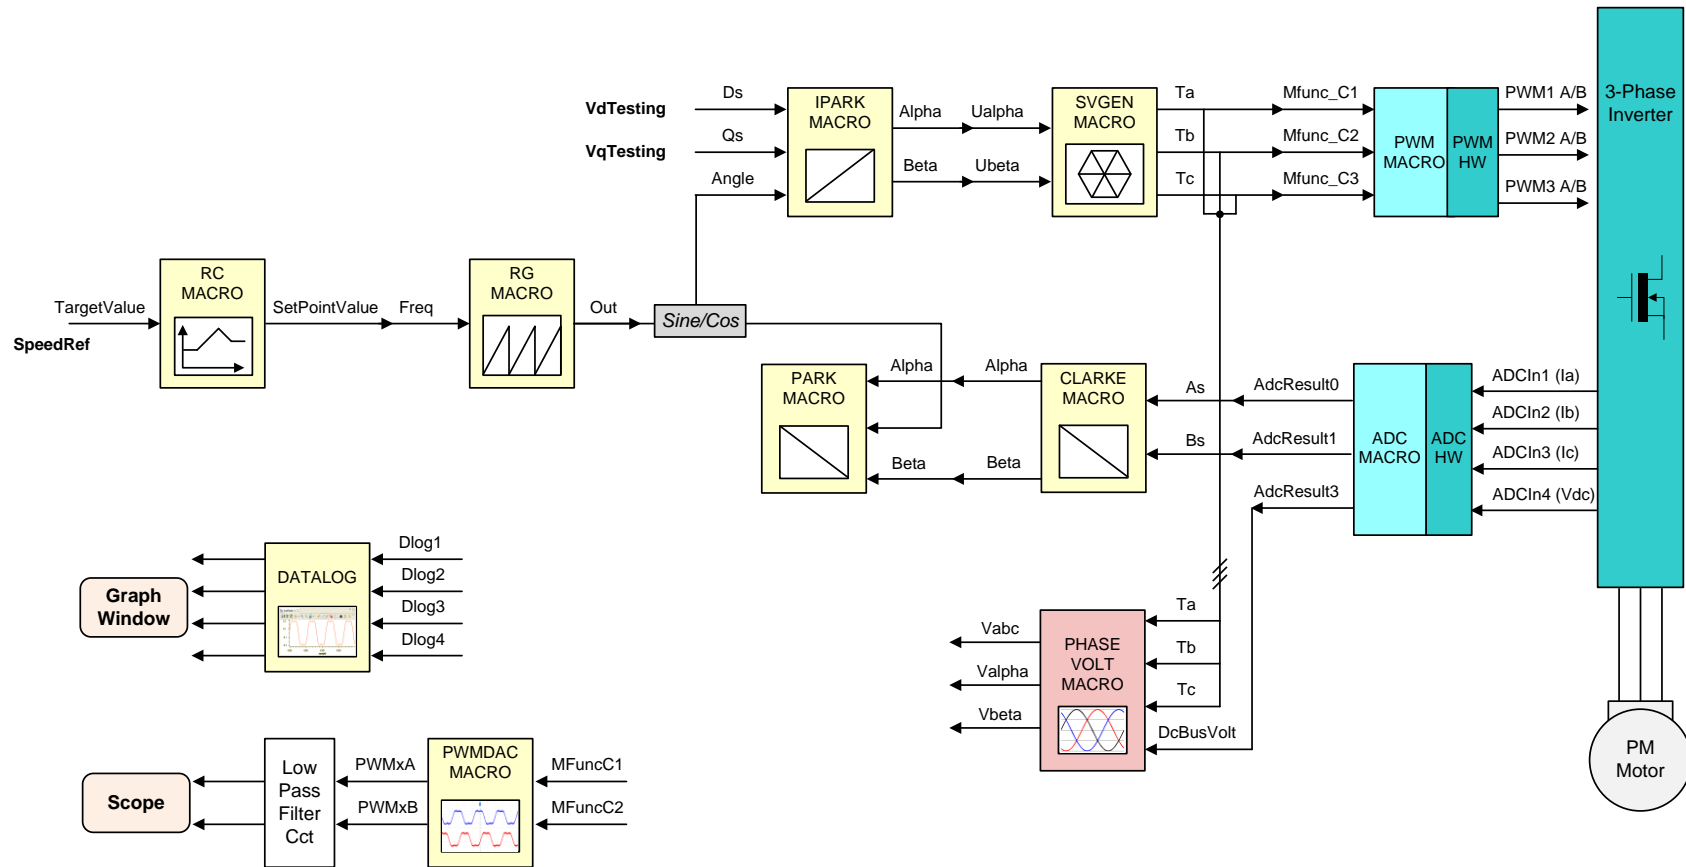 Ds
VdTesting
Qs
VqTesting
Angle
IPARK
MACRO
Alpha
Ualpha
Beta
Ubeta
SVGEN
MACRO
Ta
Mfunc_C1
Tb
Mfunc_C2
Tc
Mfunc_C3
PWM
MACRO
PWM
HW
PWM1 A/B
PWM2 A/B
PWM3 A/B
3-Phase
Inverter
TargetValue
SpeedRef
RC
MACRO
SetPointValue
Freq
RG
MACRO
Out
Sine/Cos
PARK
MACRO
Alpha
Alpha
Beta
Beta
CLARKE
MACRO
As
AdcResult0
Bs
AdcResult1
AdcResult3
ADC
MACRO
ADC
HW
ADCIn1 (Ia)
ADCIn2 (Ib)
ADCIn3 (Ic)
ADCIn4 (Vdc)
Graph
Window
DATALOG
Dlog1
Dlog2
Dlog3
Dlog4
Vabc
Valpha
Vbeta
PHASE
VOLT
MACRO
Ta
Tb
Tc
DcBusVolt
Scope
Low
Pass
Filter
Cct
PWMxA
PWMxB
PWMDAC
MACRO
MFuncC1
MFuncC2
PM
Motor